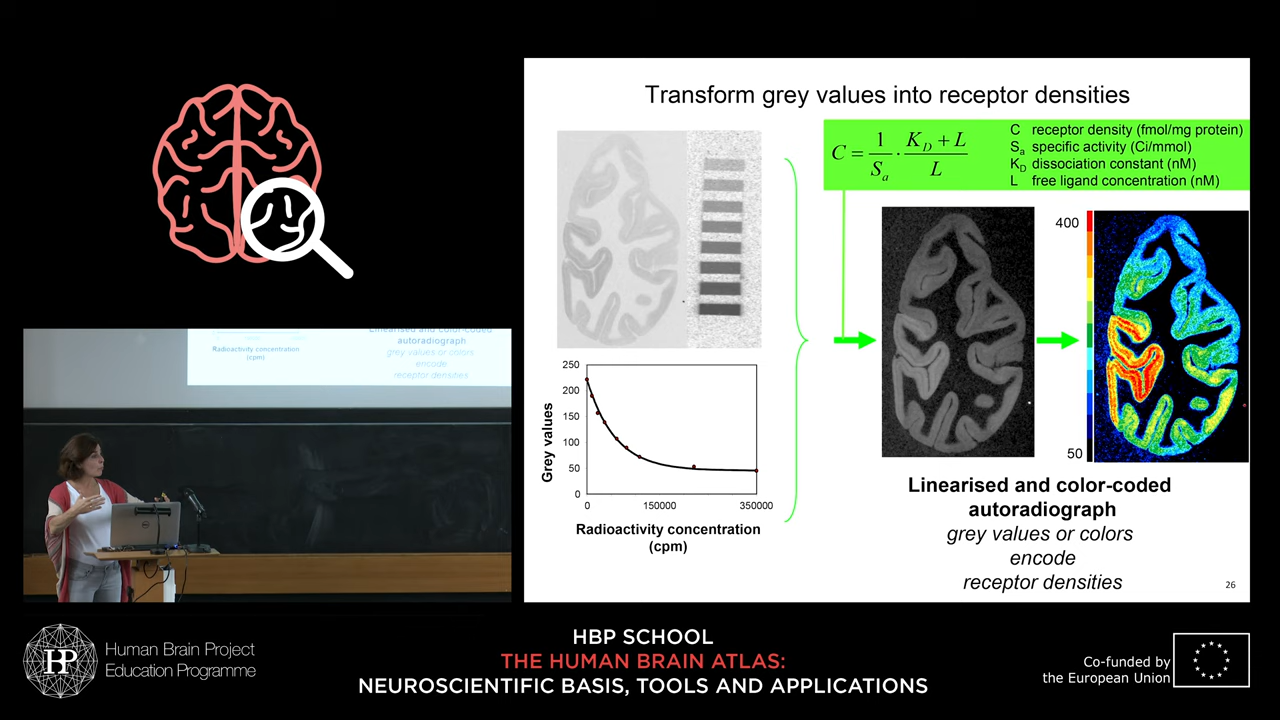 Transform grey values into receptor densities
C = 1/Sa · KD + L/L
C receptor density (fmol/mg protein)
Sa specific activity (Ci/mmol)
KD dissociation constant (nM)
L free ligand concentration (nM)
400
50
250
200
150
100
50
0
Grey values
0 150000 350000
Radioactivity concentration
(cpm)
Linearised and color-coded
autoradiograph
grey values or colors
encode
receptor densities
26
Linearised and color-coded
autoradiograph
grey values or colors
encode
receptor densities
Radioactivity concentration
(cpm)
DELL
HBP
Human Brain Project
Education Programme
HBP SCHOOL
THE HUMAN BRAIN ATLAS:
NEUROSCIENTIFIC BASIS, TOOLS AND APPLICATIONS
Co-funded by
the European Union